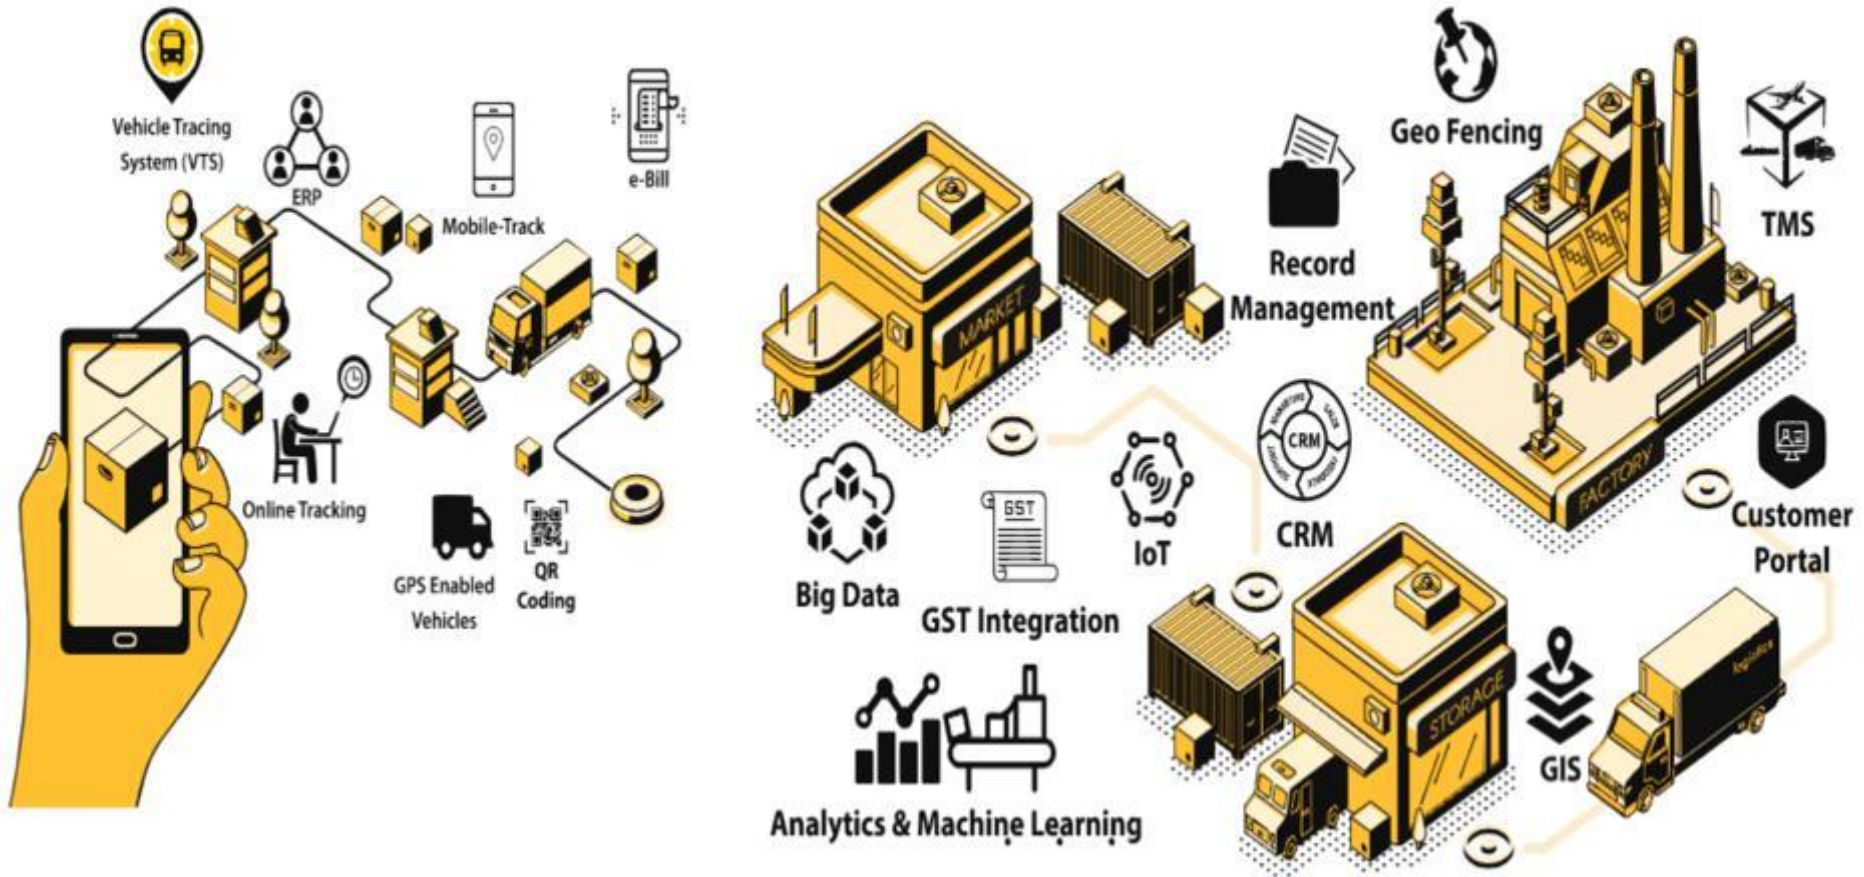 Vehicle Tracing
System (VTS)
ERP
Mobile-Track
e-Bill
Online Tracking
GPS Enabled
Vehicles
QR
Coding
MARKET
Record
Management
Geo Fencing
TMS
FACTORY
Customer
Portal
Big Data
GST
GST Integration
IoT
CRM
CRM
STORAGE
GIS
logistics
Analytics & Machine Learning